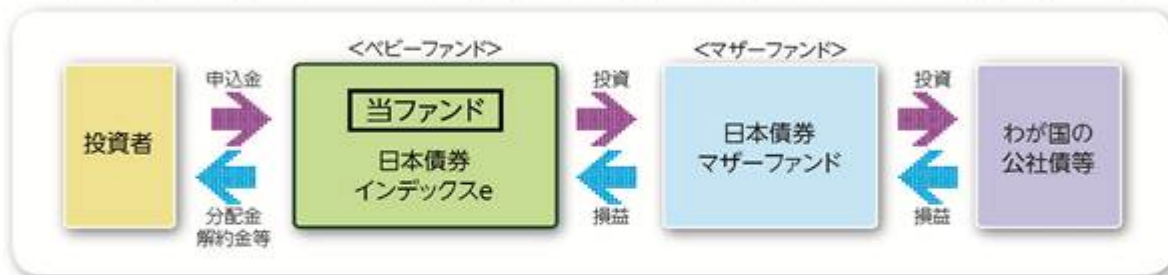 <ベビーファンド>
<マザーファンド>
投資者
申込金
分配金
解約金等
当ファンド
日本債券
インデックスe
投資
損益
日本債券
マザーファンド
投資
損益
わが国の
公社債等